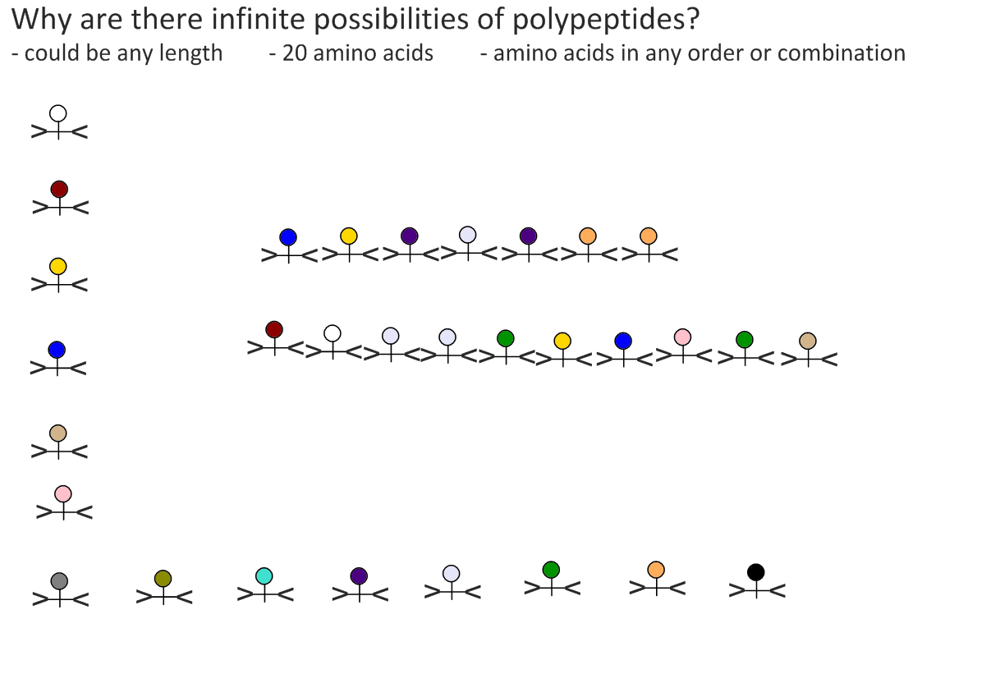 Why are there infinite possibilities of polypeptides?
- could be any length - 20 amino acids - amino acids in any order or combination